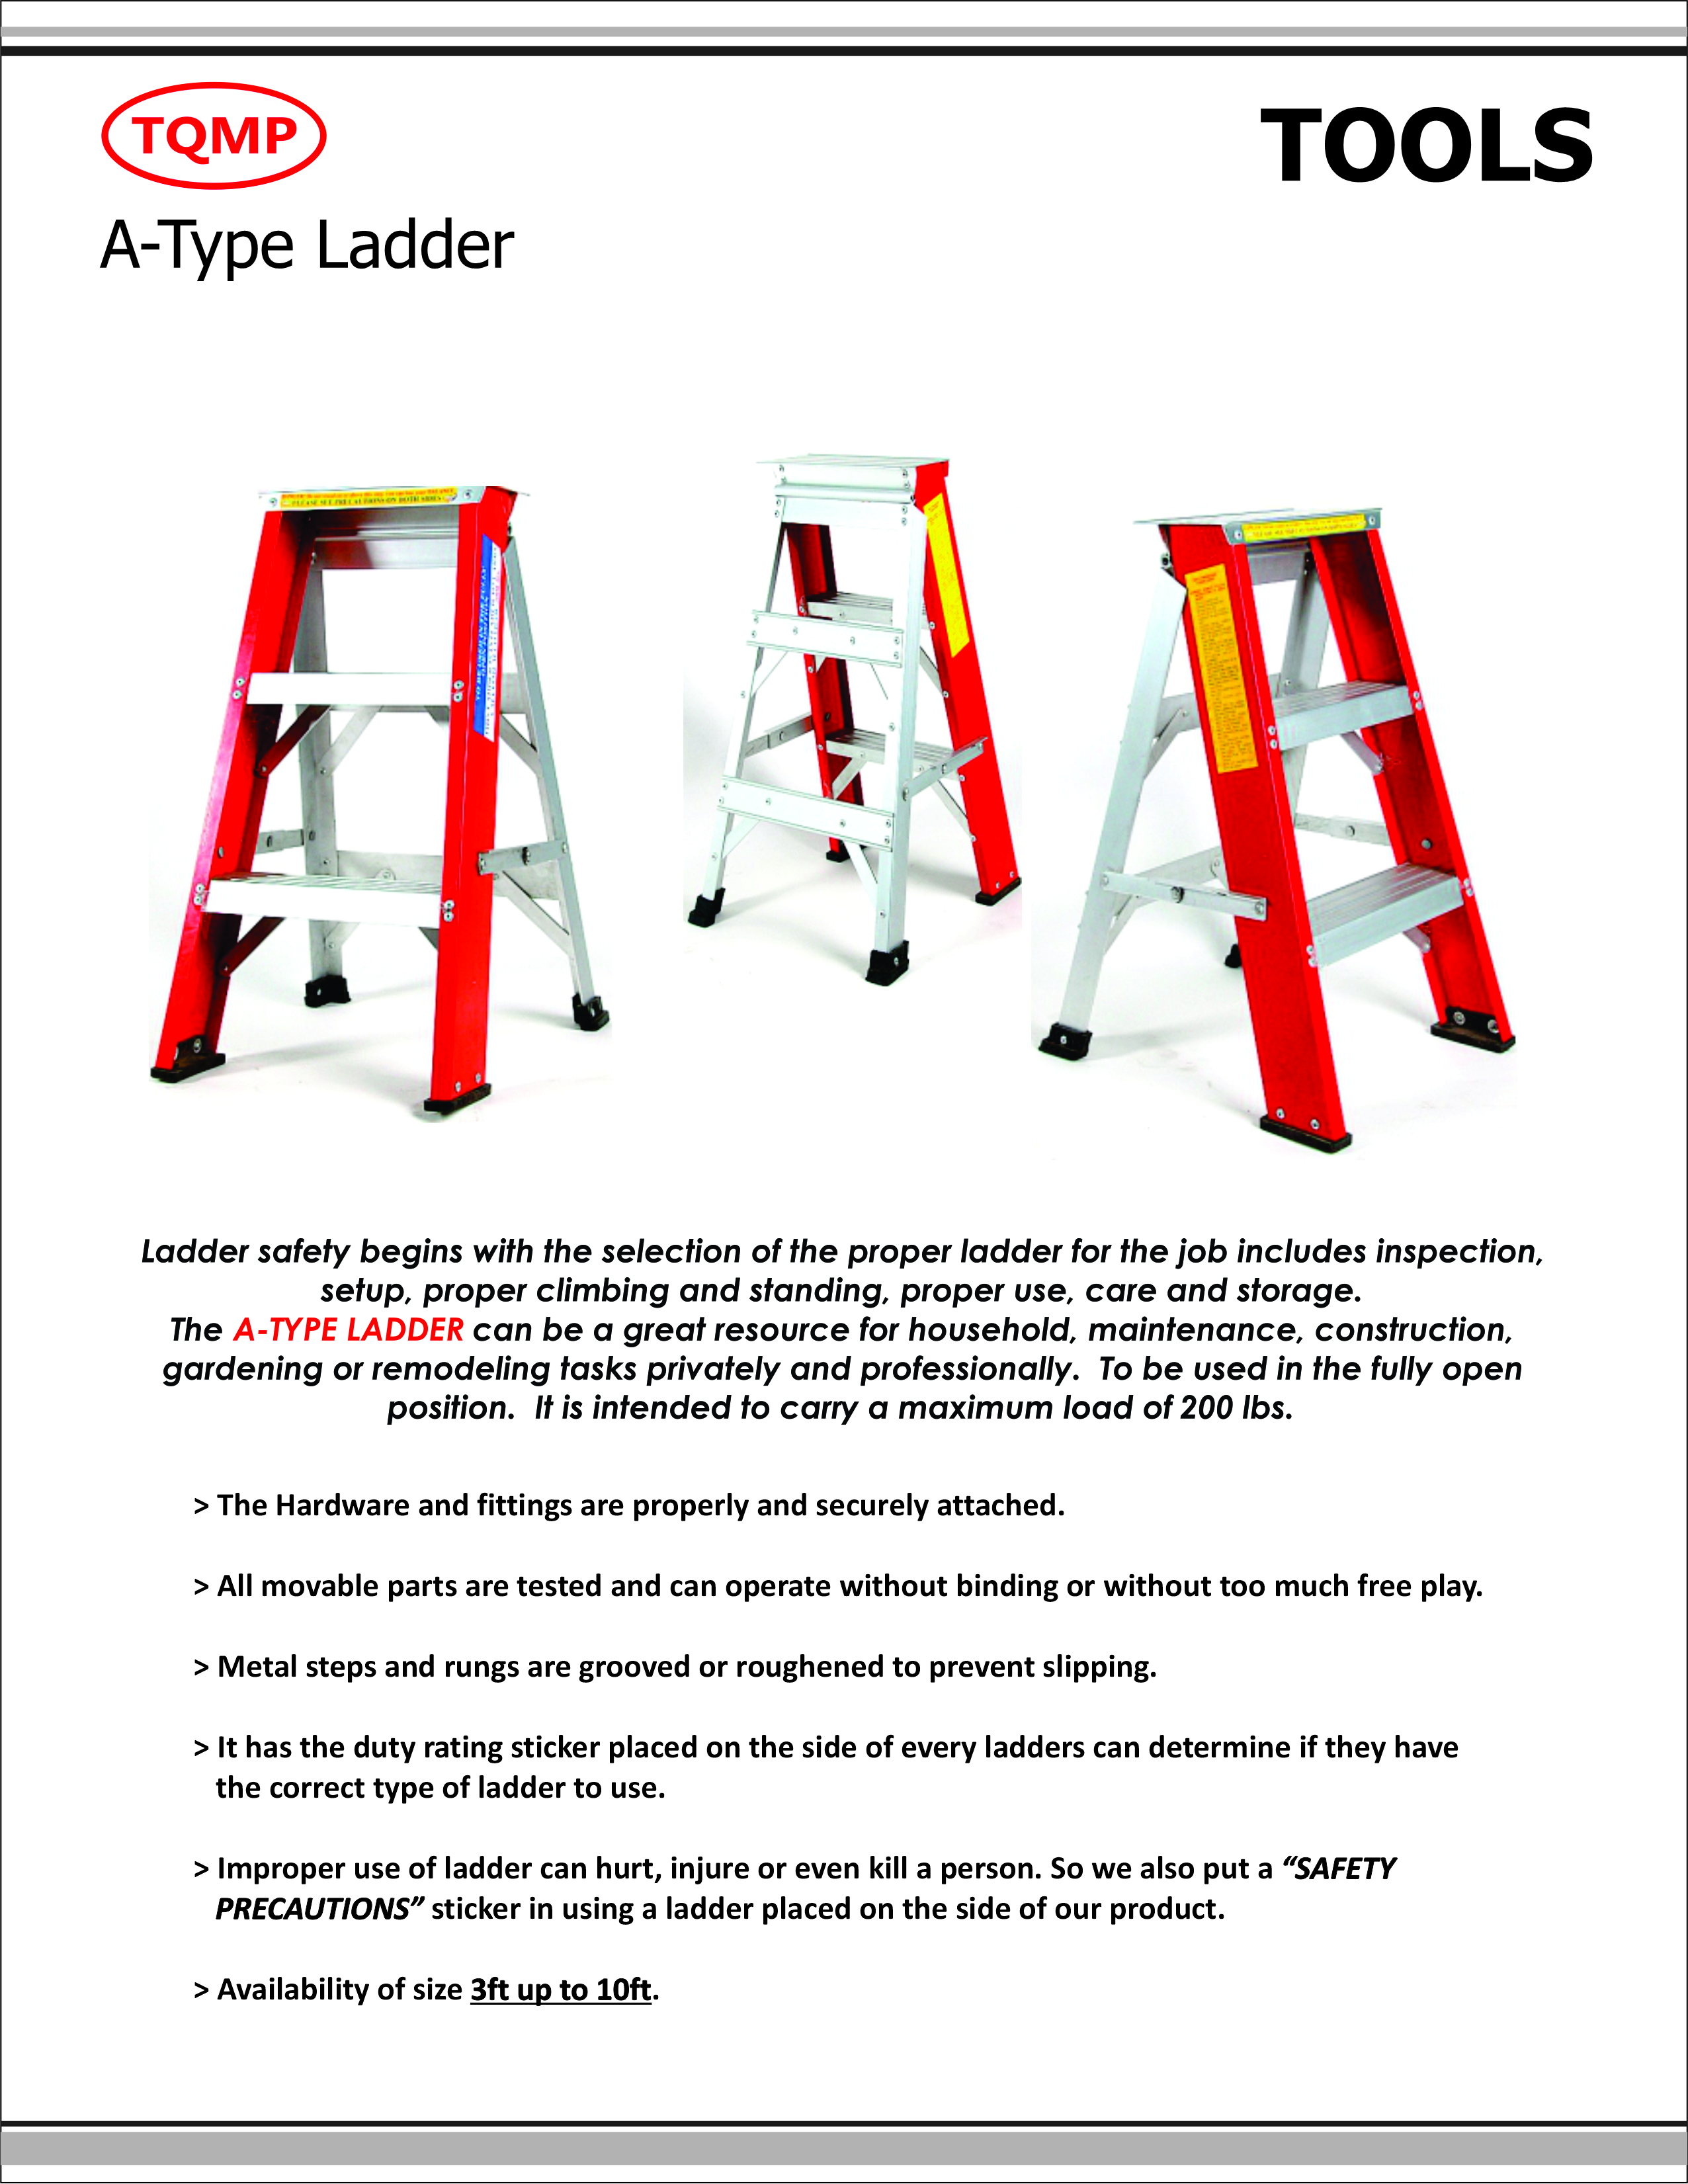 TQMP
TOOLS
A-Type Ladder
PLEASE SEE PRECAUTIONS ON BOTH SIDES
Ladder safety begins with the selection of the proper ladder for the job includes inspection,
setup, proper climbing and standing, proper use, care and storage.
The A-TYPE LADDER can be a great resource for household, maintenance, construction,
gardening or remodeling tasks privately and professionally.  To be used in the fully open
position.  It is intended to carry a maximum load of 200 lbs.
> The Hardware and fittings are properly and securely attached.
> All movable parts are tested and can operate without binding or without too much free play.
> Metal steps and rungs are grooved or roughened to prevent slipping.
> It has the duty rating sticker placed on the side of every ladders can determine if they have
the correct type of ladder to use.
> Improper use of ladder can hurt, injure or even kill a person. So we also put a “SAFETY
PRECAUTIONS” sticker in using a ladder placed on the side of our product.
> Availability of size 3ft up to 10ft.